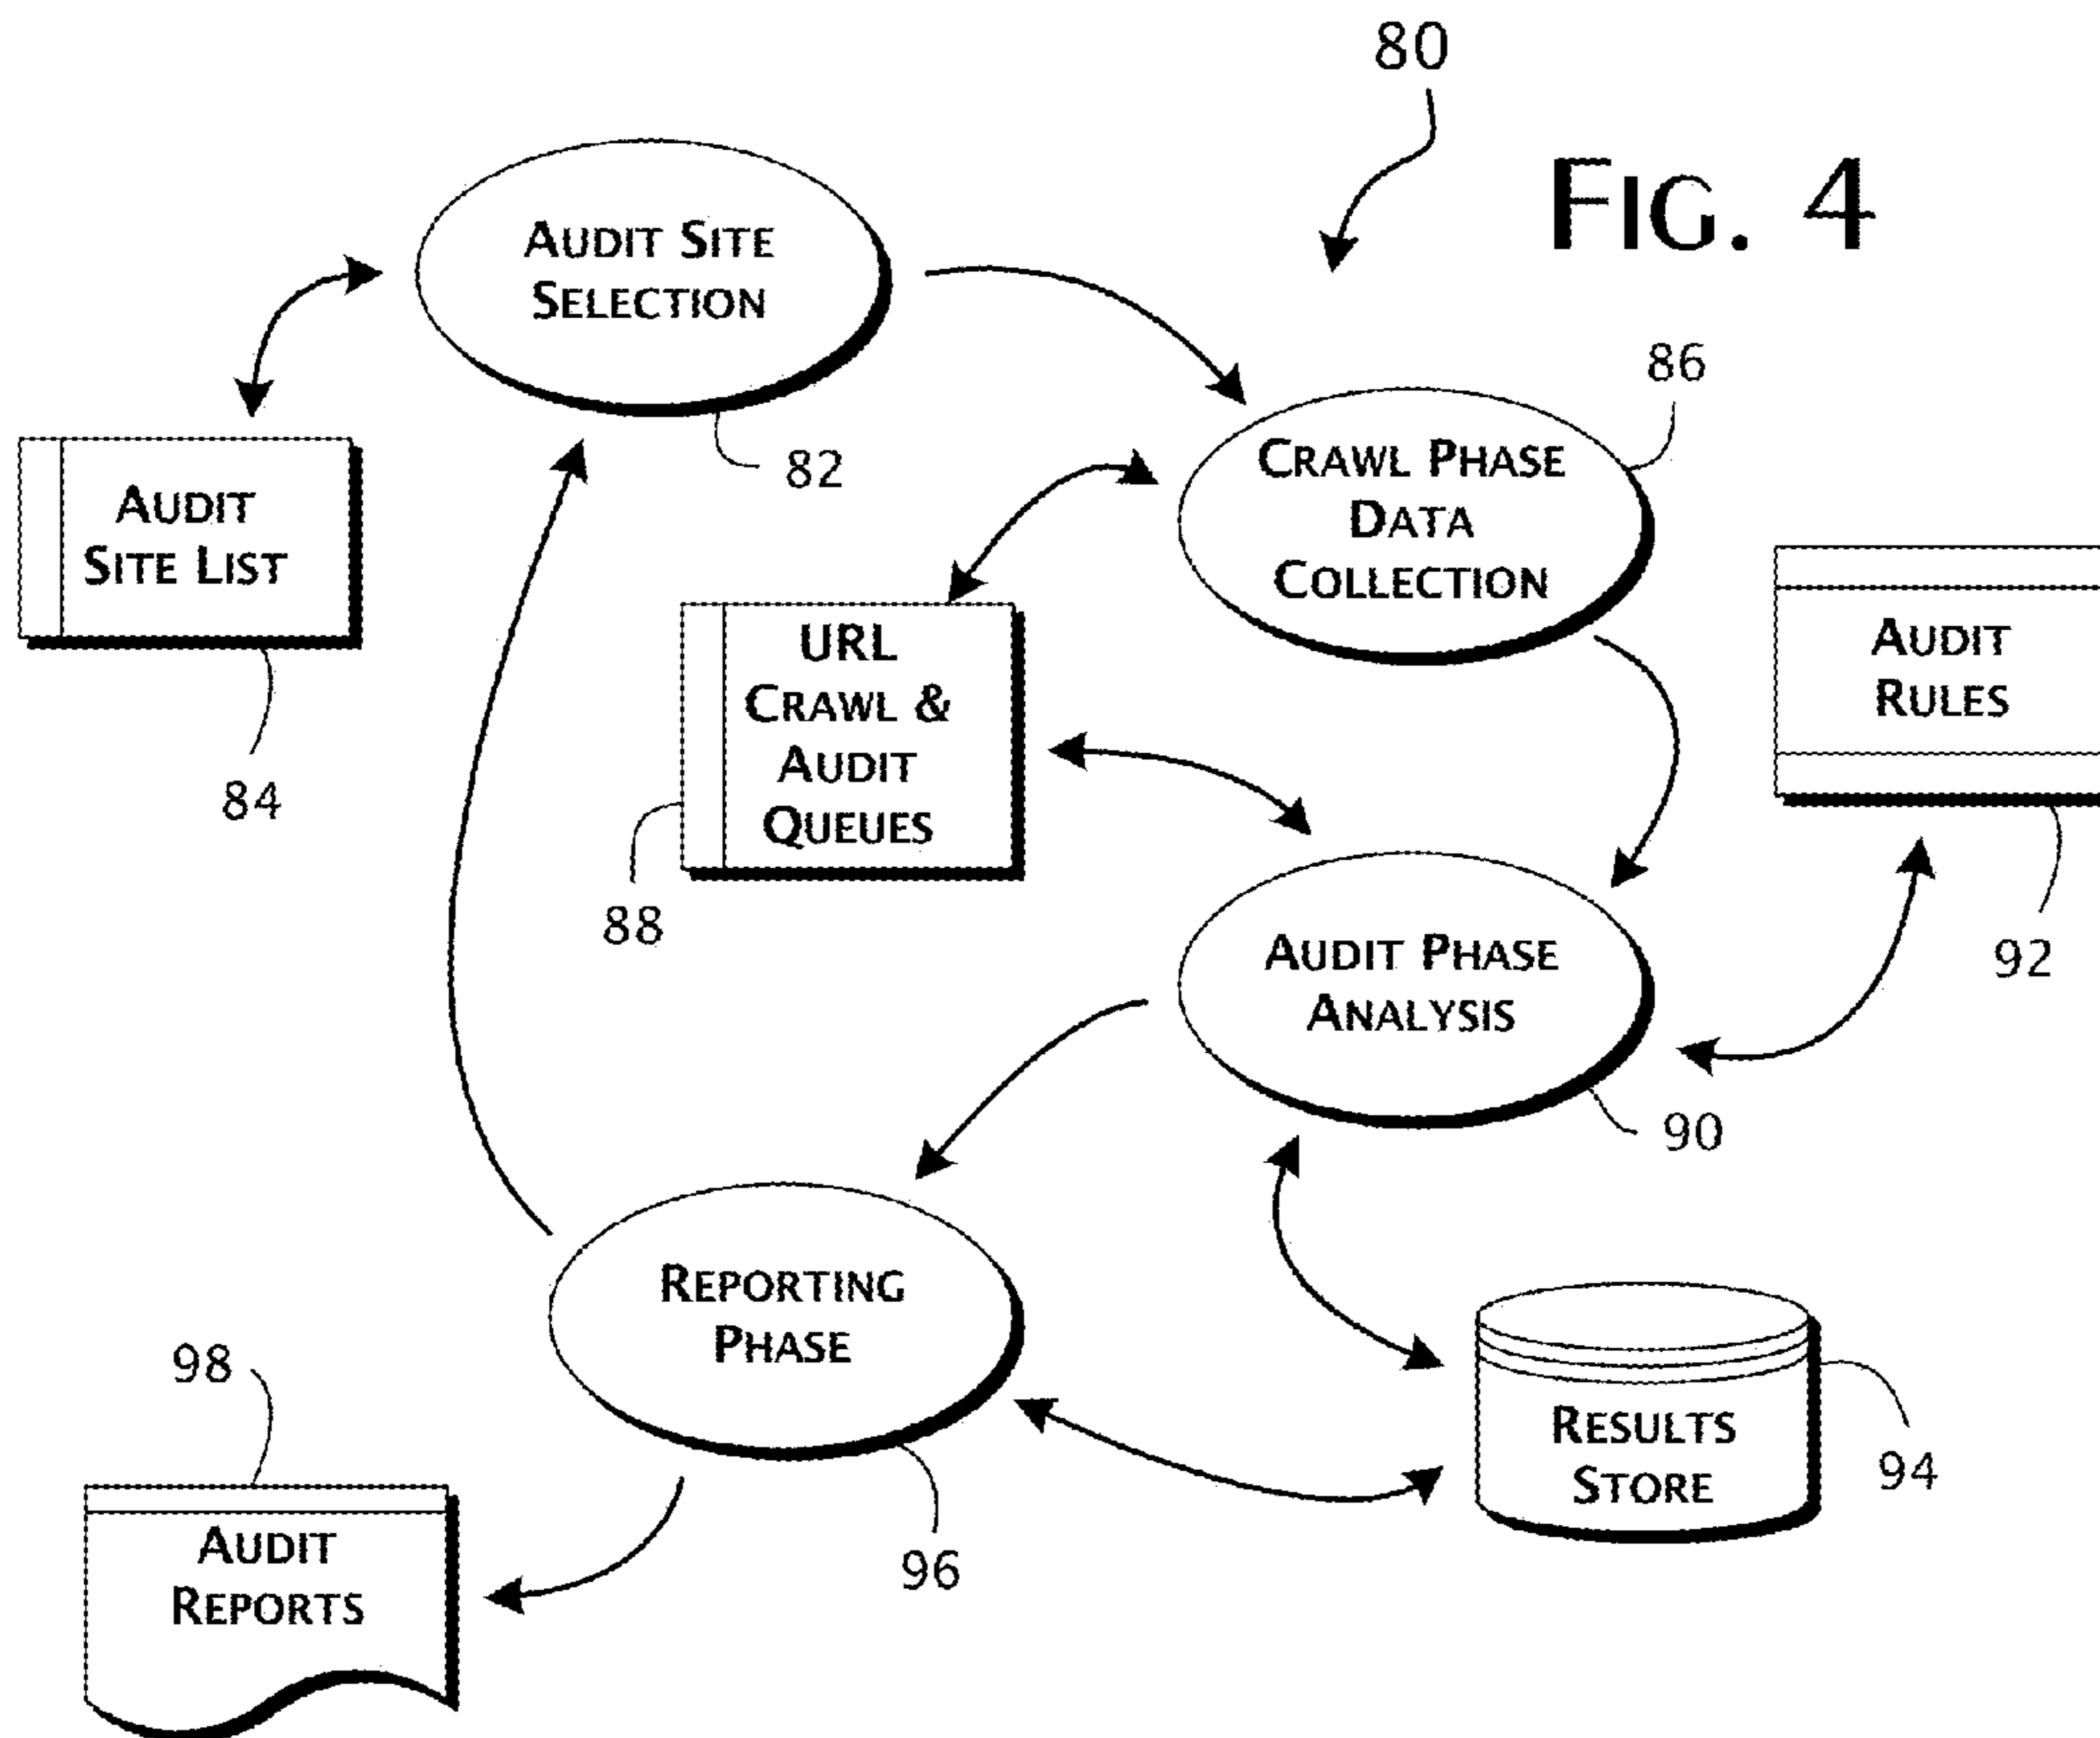 80
FIG. 4
AUDIT SITE
SELECTION
82
86
CRAWL PHASE
DATA
COLLECTION
AUDIT
SITE LIST
84
URL
CRAWL &
AUDIT
QUEUES
88
AUDIT
RULES
92
AUDIT PHASE
ANALYSIS
90
REPORTING
PHASE
96
98
RESULTS
STORE
94
AUDIT
REPORTS